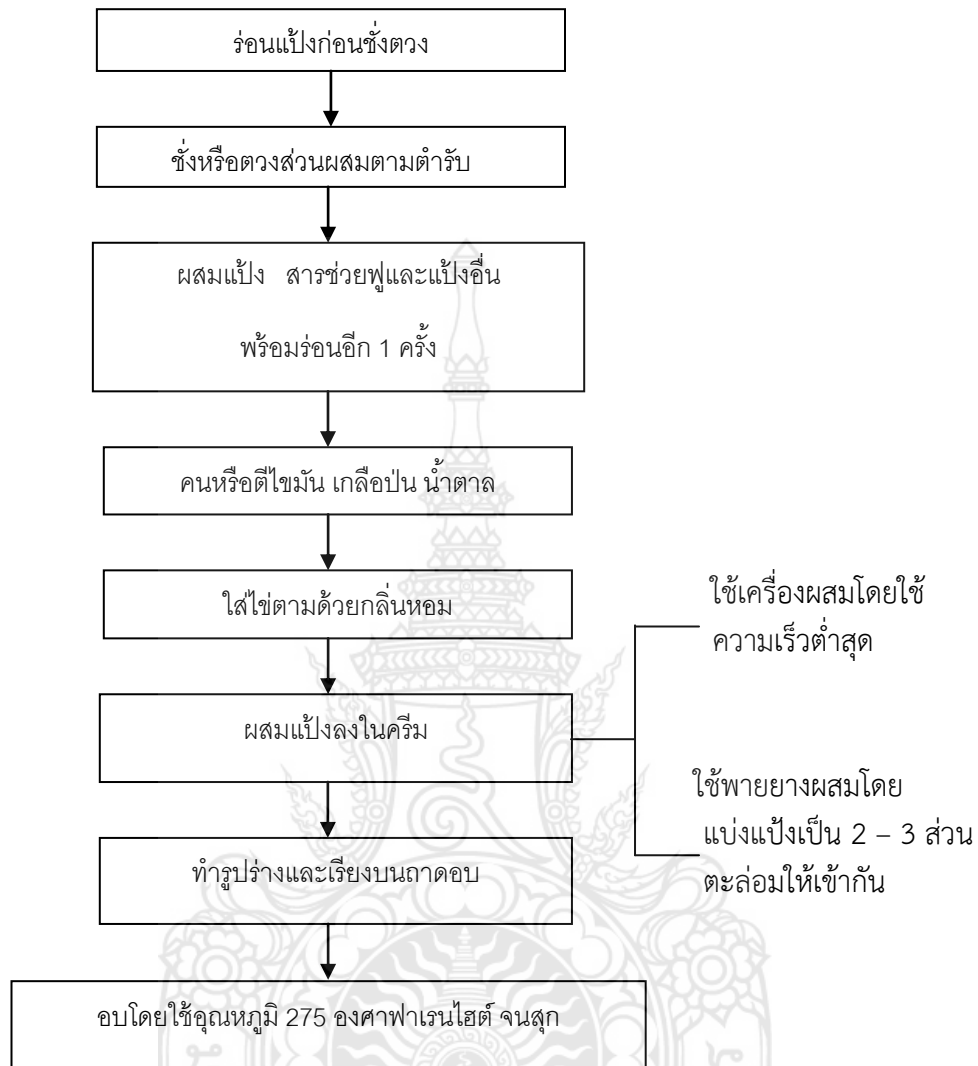 ร่อนแป้งก่อนชั่งตวง
ชั่งหรือตวงส่วนผสมตามตำรับ
ผสมแป้ง สารช่วยฟูและแป้งอื่น
พร้อมร่อนอีก 1 ครั้ง
คนหรือตีไขมัน เกลือป่น น้ำตาล
ใส่ไข่ตามด้วยกลิ่นหอม
ผสมแป้งลงในครีม
ใช้เครื่องผสมโดยใช้
ความเร็วต่ำสุด
ใช้พายยางผสมโดย
แบ่งแป้งเป็น 2 – 3 ส่วน
ตะล่อมให้เข้ากัน
ทำรูปร่างและเรียงบนถาดอบ
อบโดยใช้อุณหภูมิ 275 องศาฟาเรนไฮต์ จนสุก